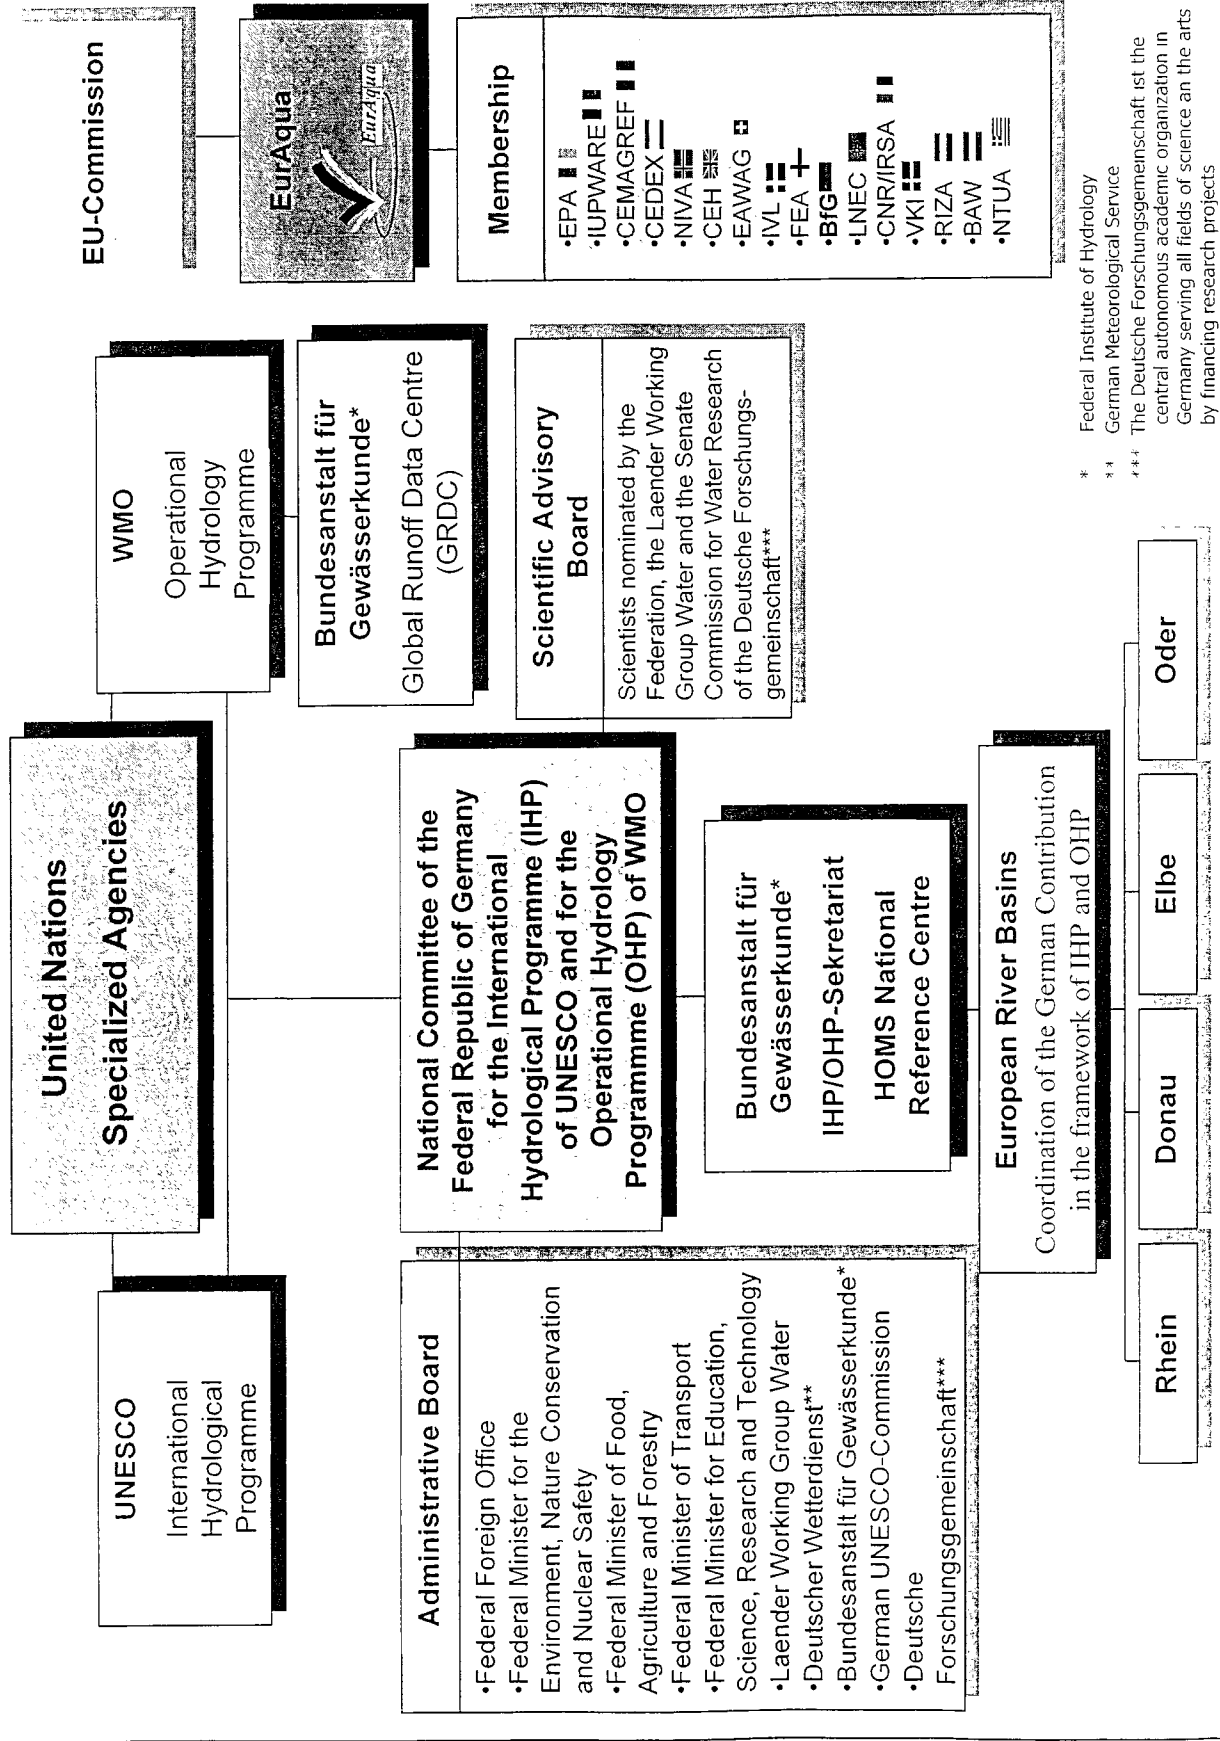 United Nations
Specialized Agencies
UNESCO
International
Hydrological
Programme
WMO
Operational
Hydrology
Programme
Bundesanstalt für
Gewässerkunde*
Global Runoff Data Centre
(GRDC)
EU-Commission
EurAqua
EurAqua
Membership
•EPA
•IUPWARE
•CEMAGREF
•CEDEX
•NIVA
•CEH
•EAWAG
•IVL
•FEA
•BfG
•LNEC
•CNR/IRSA
•VKI
•RIZA
•BAW
•NTUA
Administrative Board
•Federal Foreign Office
•Federal Minister for the
Environment, Nature Conservation
and Nuclear Safety
•Federal Minister of Food,
Agriculture and Forestry
•Federal Minister of Transport
•Federal Minister for Education,
Science, Research and Technology
•Laender Working Group Water
•Deutscher Wetterdienst**
•Bundesanstalt für Gewässerkunde*
•German UNESCO-Commission
•Deutsche
Forschungsgemeinschaft***
National Committee of the
Federal Republic of Germany
for the International
Hydrological Programme (IHP)
of UNESCO and for the
Operational Hydrology
Programme (OHP) of WMO
Scientific Advisory
Board
Scientists nominated by the
Federation, the Laender Working
Group Water and the Senate
Commission for Water Research
of the Deutsche Forschungs-
gemeinschaft***
Bundesanstalt für
Gewässerkunde*
IHP/OHP-Sekretariat
HOMS National
Reference Centre
European River Basins
Coordination of the German Contribution
in the framework of IHP and OHP
Rhein
Donau
Elbe
Oder
* Federal Institute of Hydrology
** German Meteorological Service
*** The Deutsche Forschungsgemeinschaft ist the
central autonomous academic organization in
Germany serving all fields of science an the arts
by financing research projects